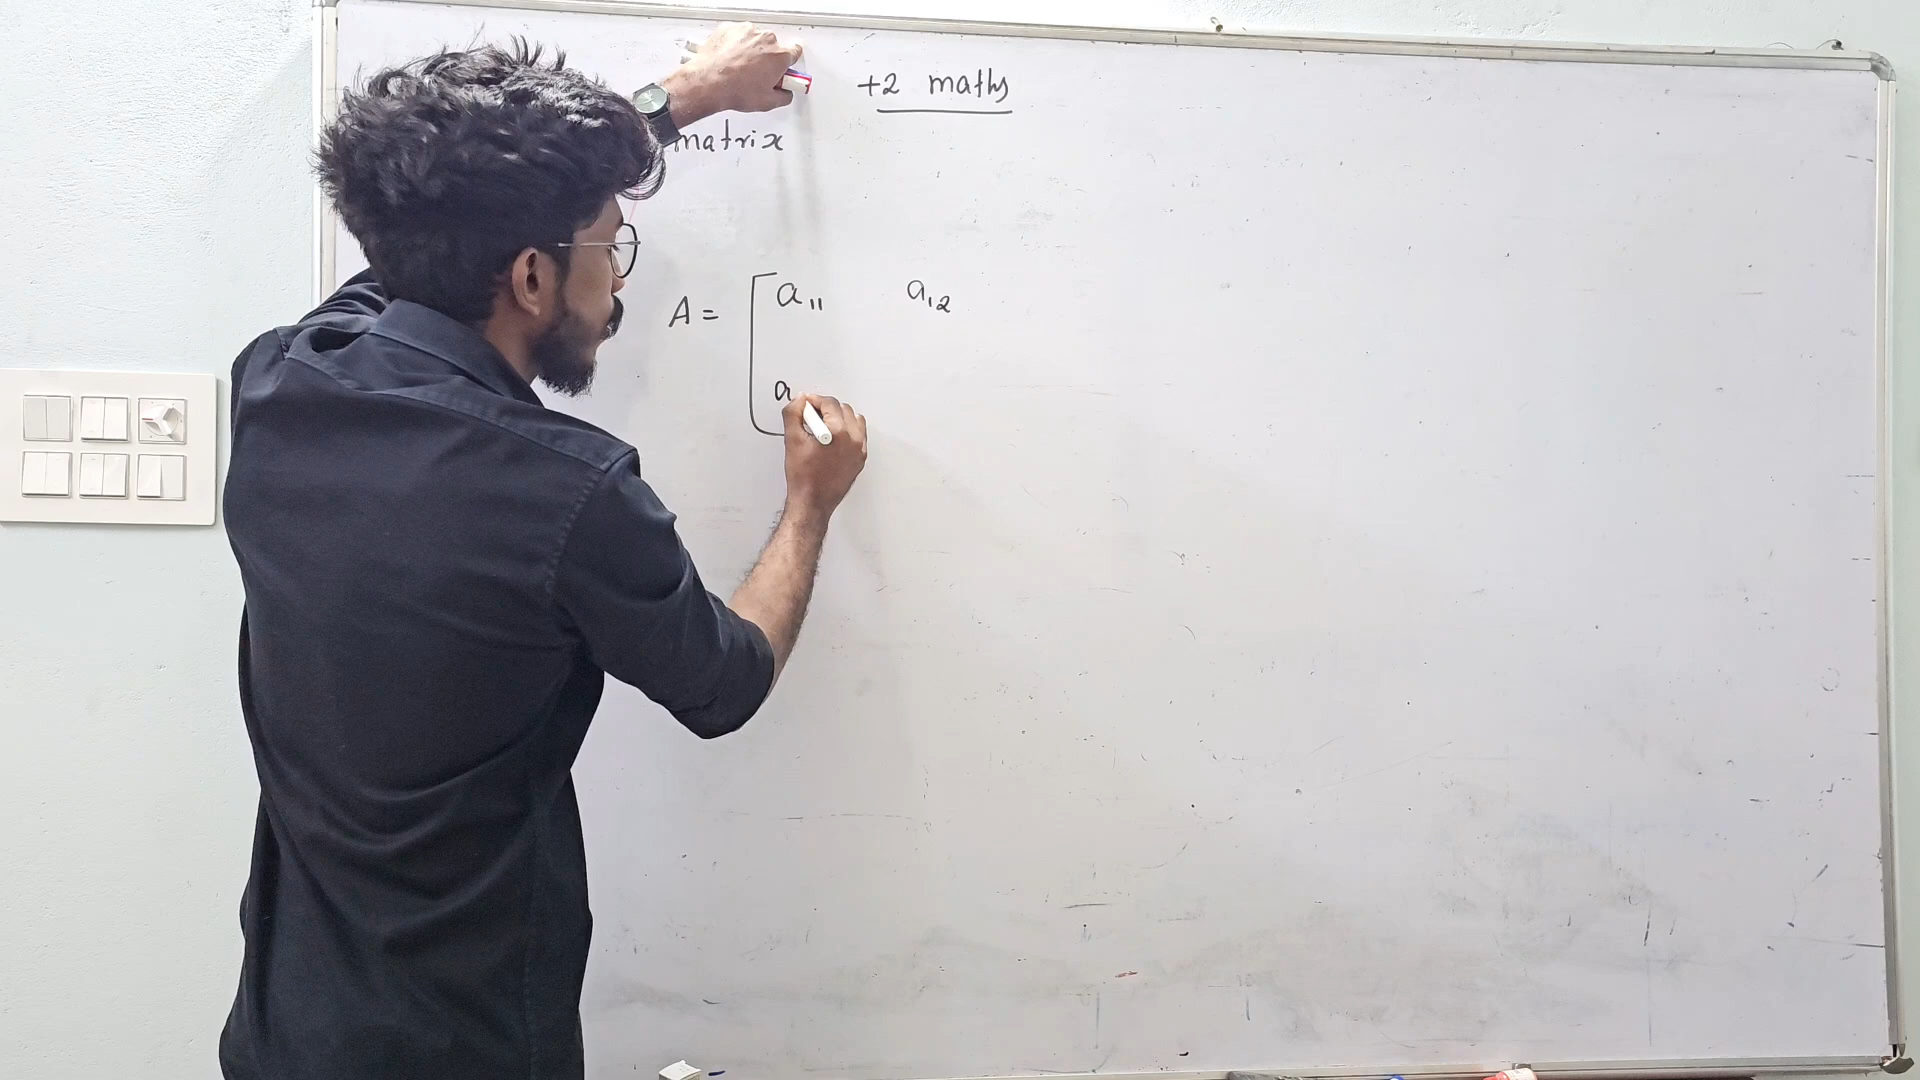 +2 maths
matrix
A = [ a₁₁ a₁₂
a